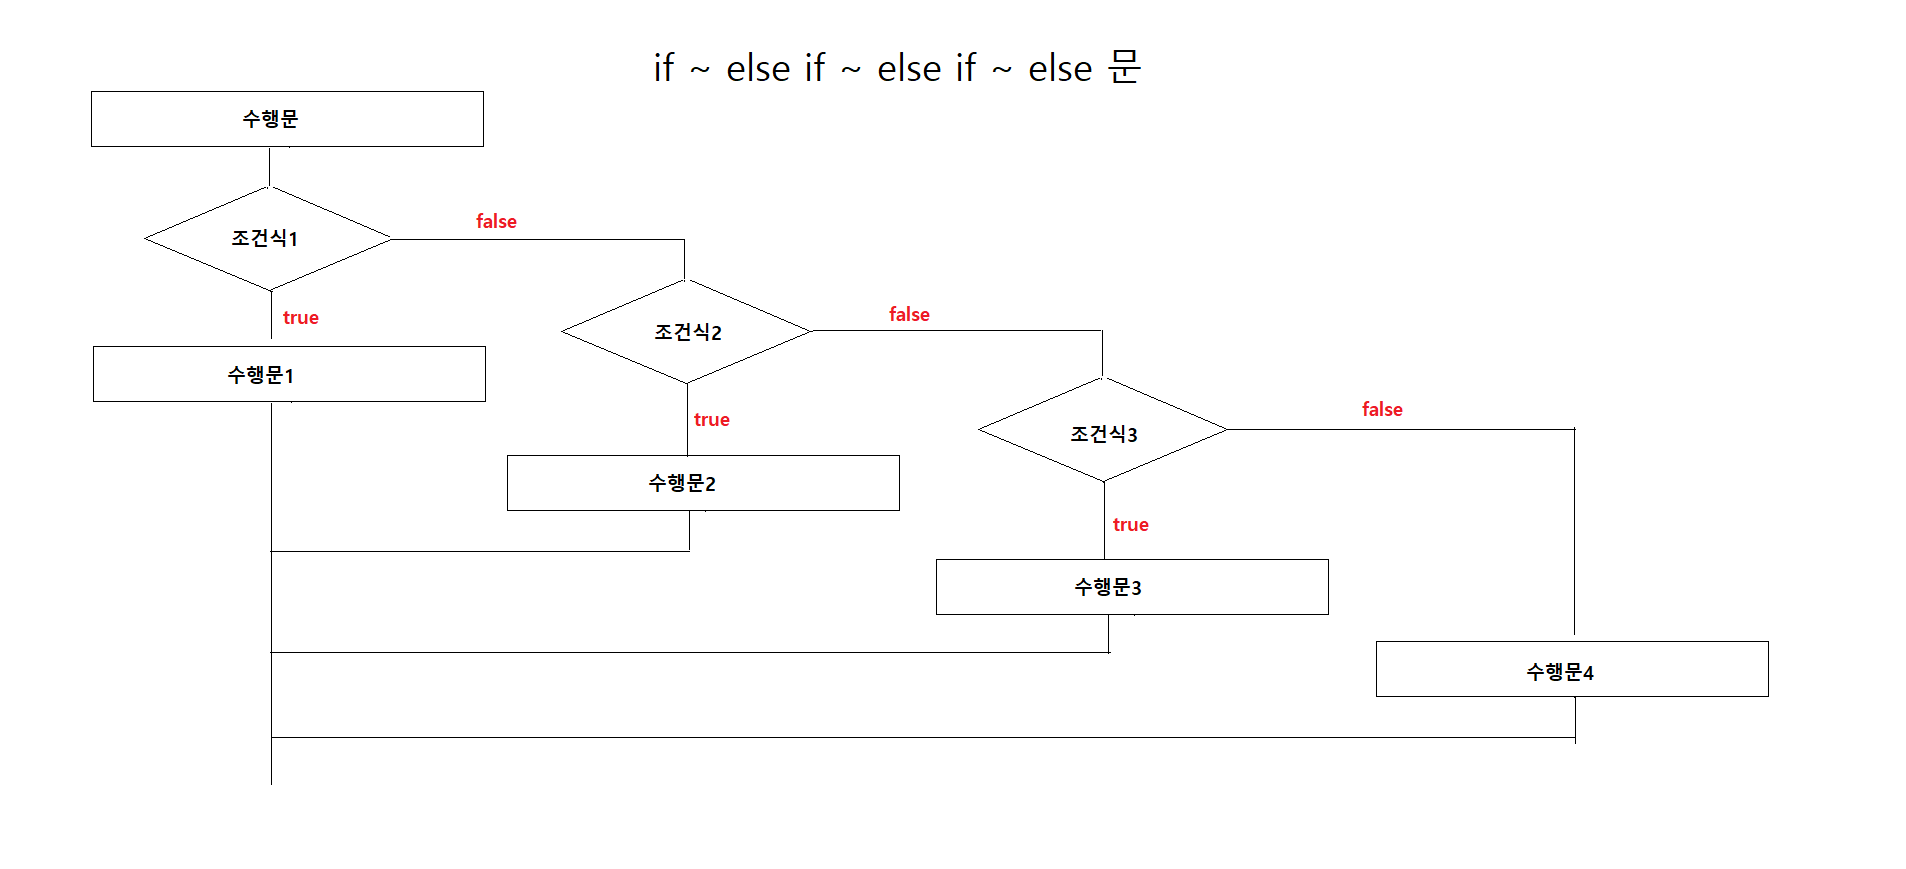 if ~ else if ~ else if ~ else 문
수행문
조건식1
false
true
수행문1
조건식2
false
true
수행문2
조건식3
false
true
수행문3
수행문4